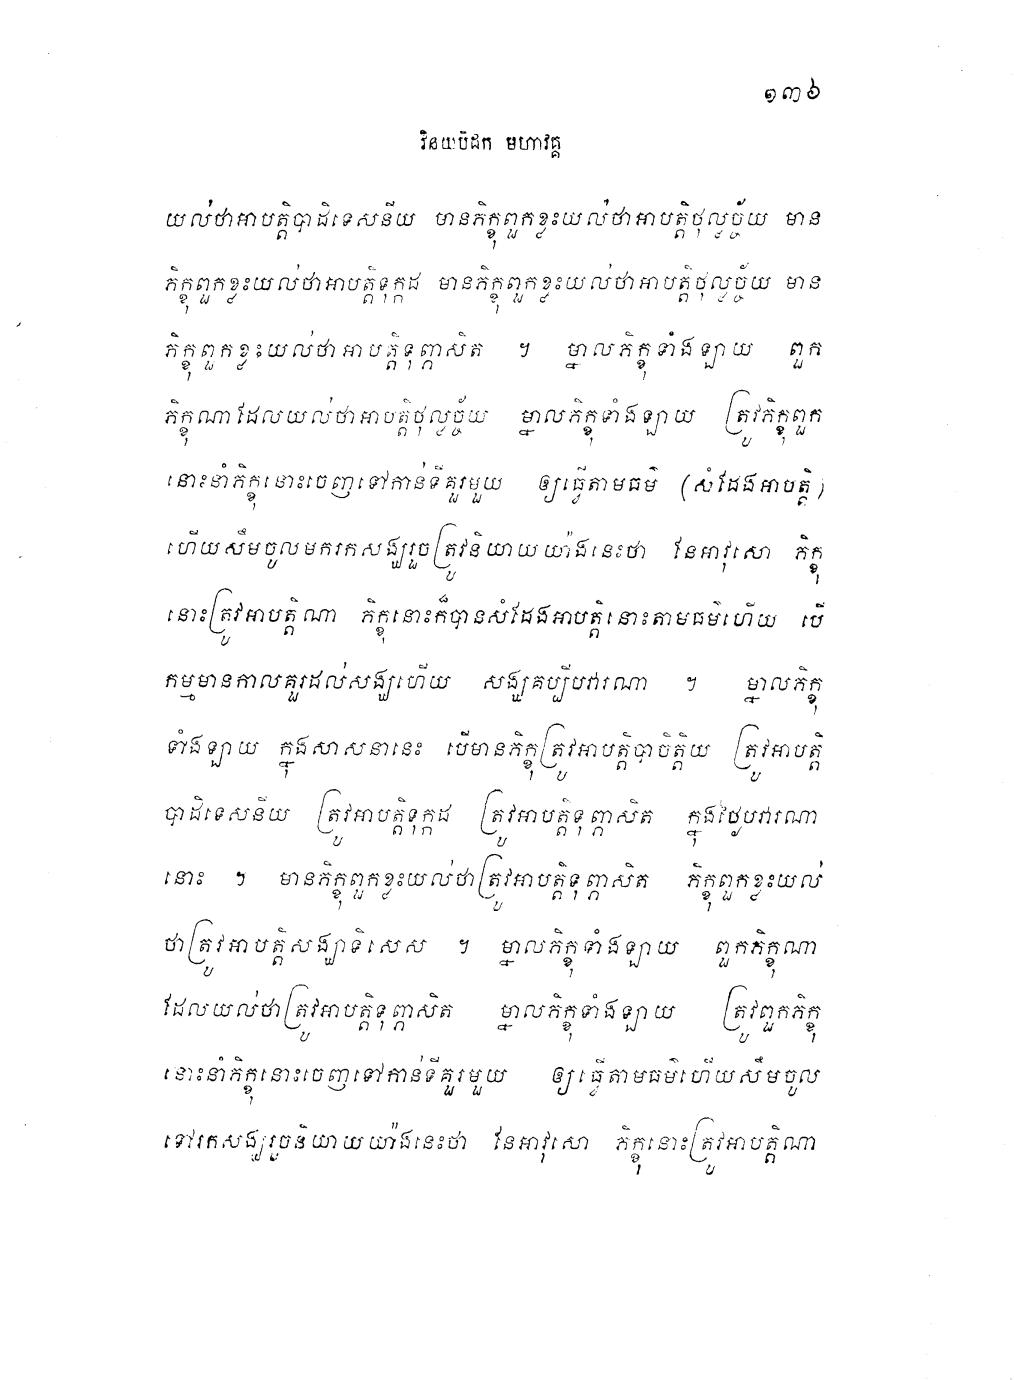 ១៣៦
វិនយបិដក មហាវគ្គ
យល់ថាអាបត្តិបាដិទេសនីយ មានភិក្ខុពួកខ្លះយល់ថាអាបត្តិថុល្លច្ច័យ មាន
ភិក្ខុពួកខ្លះយល់ថាអាបត្តិទុក្កដ មានភិក្ខុពួកខ្លះយល់ថាអាបត្តិថុល្លច្ច័យ មាន
ភិក្ខុពួកខ្លះយល់ថាអាបត្តិទុព្ភាសិត ។ ម្នាលភិក្ខុទាំងឡាយ ពួក
ភិក្ខុណាដែលយល់ថាអាបត្តិថុល្លច្ច័យ ម្នាលភិក្ខុទាំងឡាយ ត្រូវភិក្ខុពួក
នោះនាំភិក្ខុនោះចេញទៅកាន់ទីគួរមួយ ឲ្យធ្វើតាមធម៌ (សំដែងអាបត្តិ)
ហើយសឹមចូលមករកសង្ឃរួចត្រូវនិយាយយ៉ាងនេះថា នែអាវុសោ ភិក្ខុ
នោះត្រូវអាបត្តិណា ភិក្ខុនោះក៏បានសំដែងអាបត្តិនោះតាមធម៌ហើយ បើ
កម្មមានកាលគួរដល់សង្ឃហើយ សង្ឃគប្បីបវារណា ។ ម្នាលភិក្ខុ
ទាំងឡាយ ក្នុងសាសនានេះ បើមានភិក្ខុត្រូវអាបត្តិបាចិត្តិយ ត្រូវអាបត្តិ
បាដិទេសនីយ ត្រូវអាបត្តិទុក្កដ ត្រូវអាបត្តិទុព្ភាសិត ក្នុងថ្ងៃបវារណា
នោះ ។ មានភិក្ខុពួកខ្លះយល់ថាត្រូវអាបត្តិទុព្ភាសិត ភិក្ខុពួកខ្លះយល់
ថាត្រូវអាបត្តិសង្ឃាទិសេស ។ ម្នាលភិក្ខុទាំងឡាយ ពួកភិក្ខុណា
ដែលយល់ថាត្រូវអាបត្តិទុព្ភាសិត ម្នាលភិក្ខុទាំងឡាយ ត្រូវពួកភិក្ខុ
នោះនាំភិក្ខុនោះចេញទៅកាន់ទីគួរមួយ ឲ្យធ្វើតាមធម៌ហើយសឹមចូល
ទៅរកសង្ឃរួចនិយាយយ៉ាងនេះថា នែអាវុសោ ភិក្ខុនោះត្រូវអាបត្តិណា